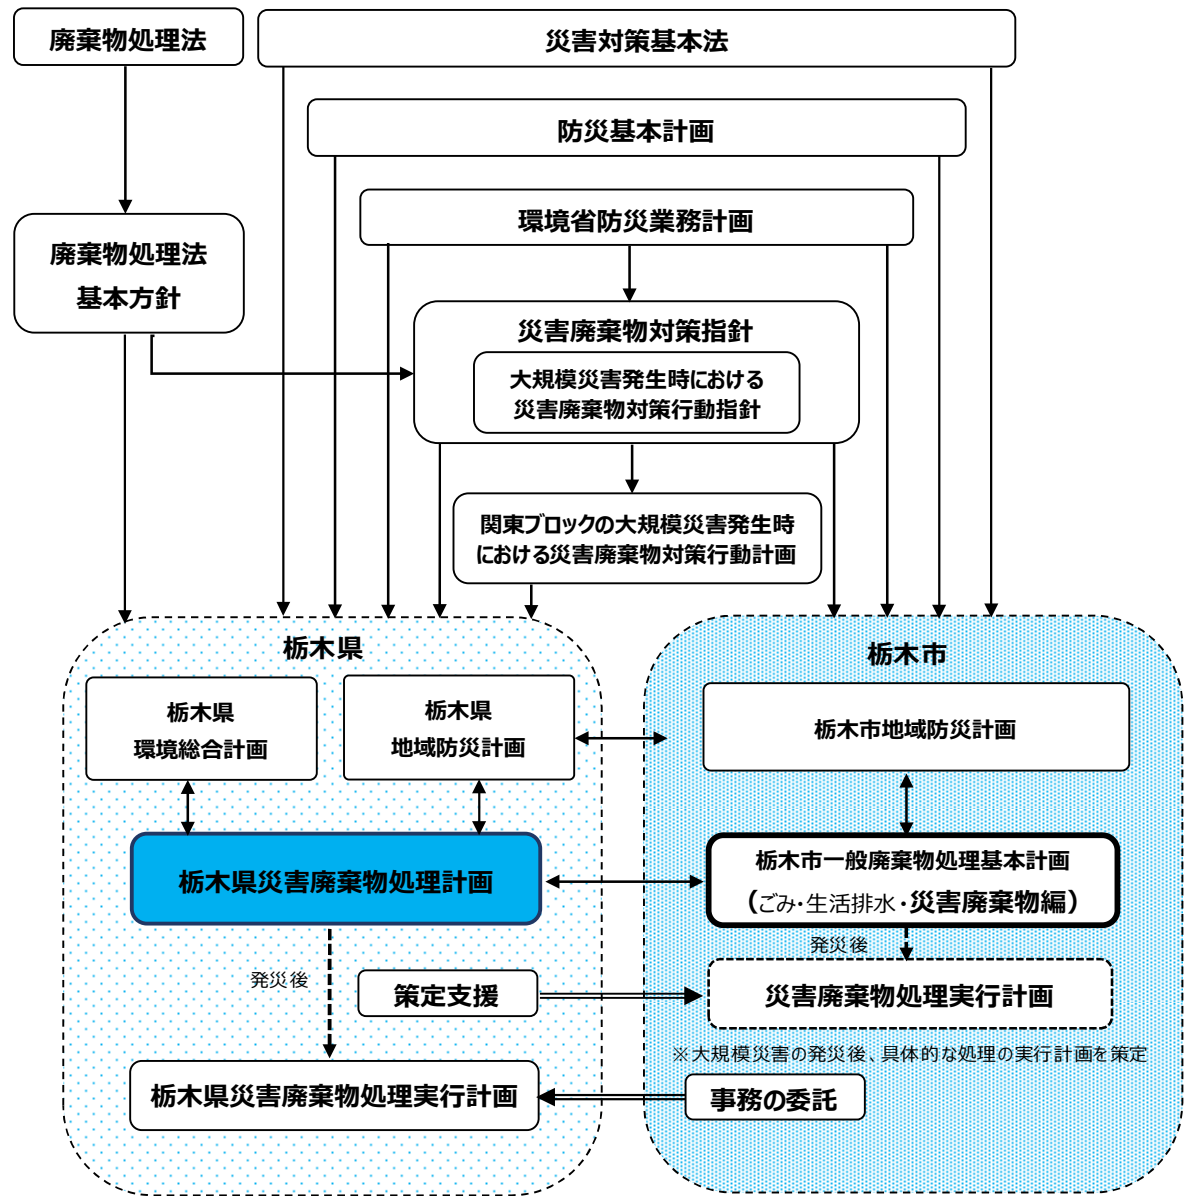 廃棄物処理法
災害対策基本法
防災基本計画
環境省防災業務計画
廃棄物処理法
基本方針
災害廃棄物対策指針
大規模災害発生時における
災害廃棄物対策行動指針
関東ブロックの大規模災害発生時
における災害廃棄物対策行動計画
栃木県
栃木県
環境総合計画
栃木県
地域防災計画
栃木県災害廃棄物処理計画
発災後
策定支援
栃木県災害廃棄物処理実行計画
栃木市
栃木市地域防災計画
栃木市一般廃棄物処理基本計画
（ごみ・生活排水・災害廃棄物編）
発災後
災害廃棄物処理実行計画
※大規模災害の発災後、具体的な処理の実行計画を策定
事務の委託